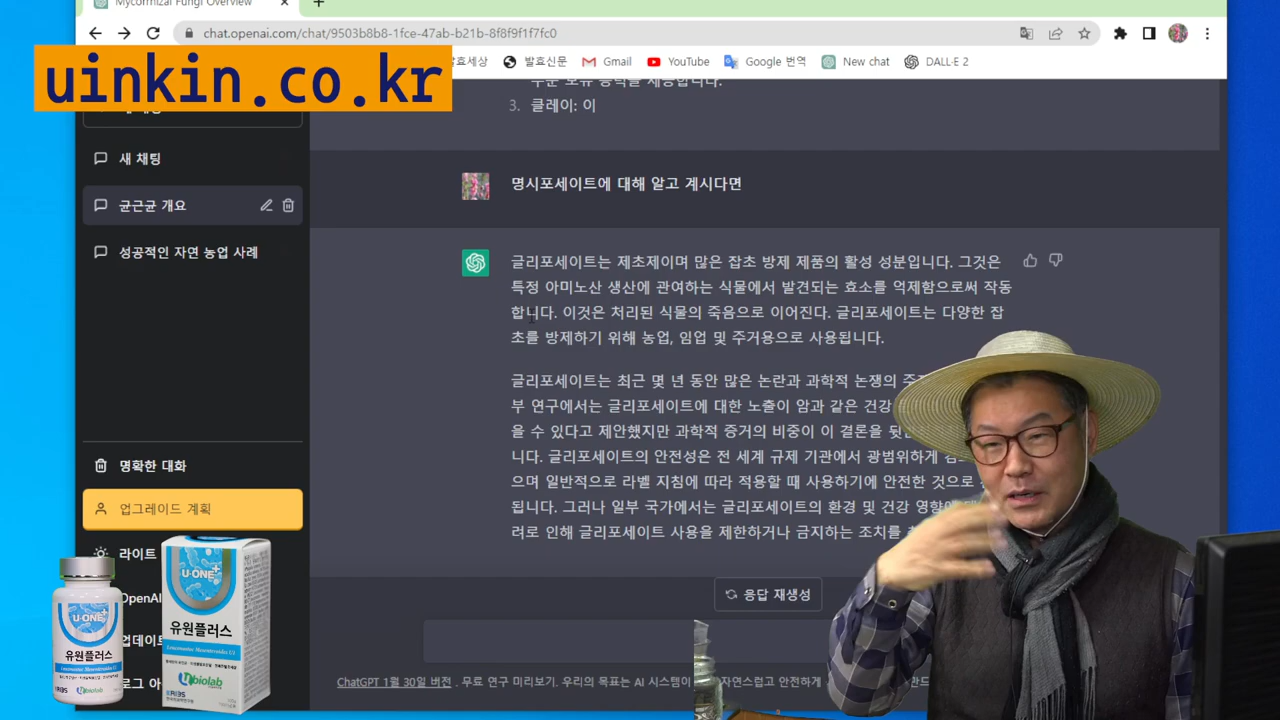 Mycorrhizal Fungi Overview
chat.openai.com/chat/9503b8b8-1fce-47ab-b21b-8f8f9f1f7fc0
uinkin.co.kr
발효세상
발효신문
Gmail
YouTube
Google 번역
New chat
DALL·E 2
3. 클레이: 이
새 채팅
균근균 개요
성공적인 자연 농업 사례
명시포세이트에 대해 알고 계시다면
글리포세이트는 제초제이며 많은 잡초 방제 제품의 활성 성분입니다. 그것은
특정 아미노산 생산에 관여하는 식물에서 발견되는 효소를 억제함으로써 작동
합니다. 이것은 처리된 식물의 죽음으로 이어진다. 글리포세이트는 다양한 잡
초를 방제하기 위해 농업, 임업 및 주거용으로 사용됩니다.
글리포세이트는 최근 몇 년 동안 많은 논란과 과학적 논쟁의
부 연구에서는 글리포세이트에 대한 노출이 암과 같은 건강
을 수 있다고 제안했지만 과학적 증거의 비중이 이 결론을
니다. 글리포세이트의 안전성은 전 세계 규제 기관에서 광범위하게
으며 일반적으로 라벨 지침에 따라 적용할 때 사용하기에 안전한 것으로
됩니다. 그러나 일부 국가에서는 글리포세이트의 환경 및 건강
려로 인해 글리포세이트 사용을 제한하거나 금지하는 조치를
명확한 대화
업그레이드 계획
라이트
OpenAI
응답 재생성
ChatGPT 1월 30일 버전 . 무료 연구 미리보기. 우리의 목표는 AI
안전하게
U·ONE+
유원플러스
Unibiolab
U·ONE+
유원플러스
Leuconostoc Mesenteroides U1
Unibiolab